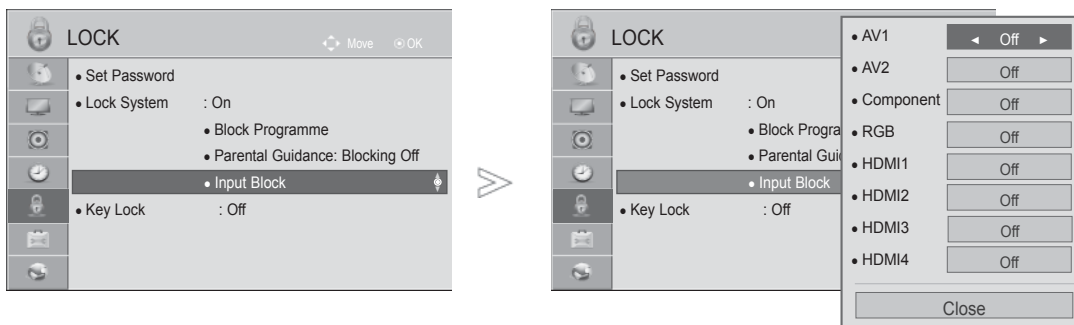 LOCK
Move OK
• Set Password
• Lock System : On
• Block Programme
• Parental Guidance: Blocking Off
• Input Block
• Key Lock : Off
LOCK
• Set Password
• Lock System : On
• Block Progra
• Parental Guid
• Input Block
• Key Lock : Off
• AV1 ◄ Off ►
• AV2 Off
• Component Off
• RGB Off
• HDMI1 Off
• HDMI2 Off
• HDMI3 Off
• HDMI4 Off
Close